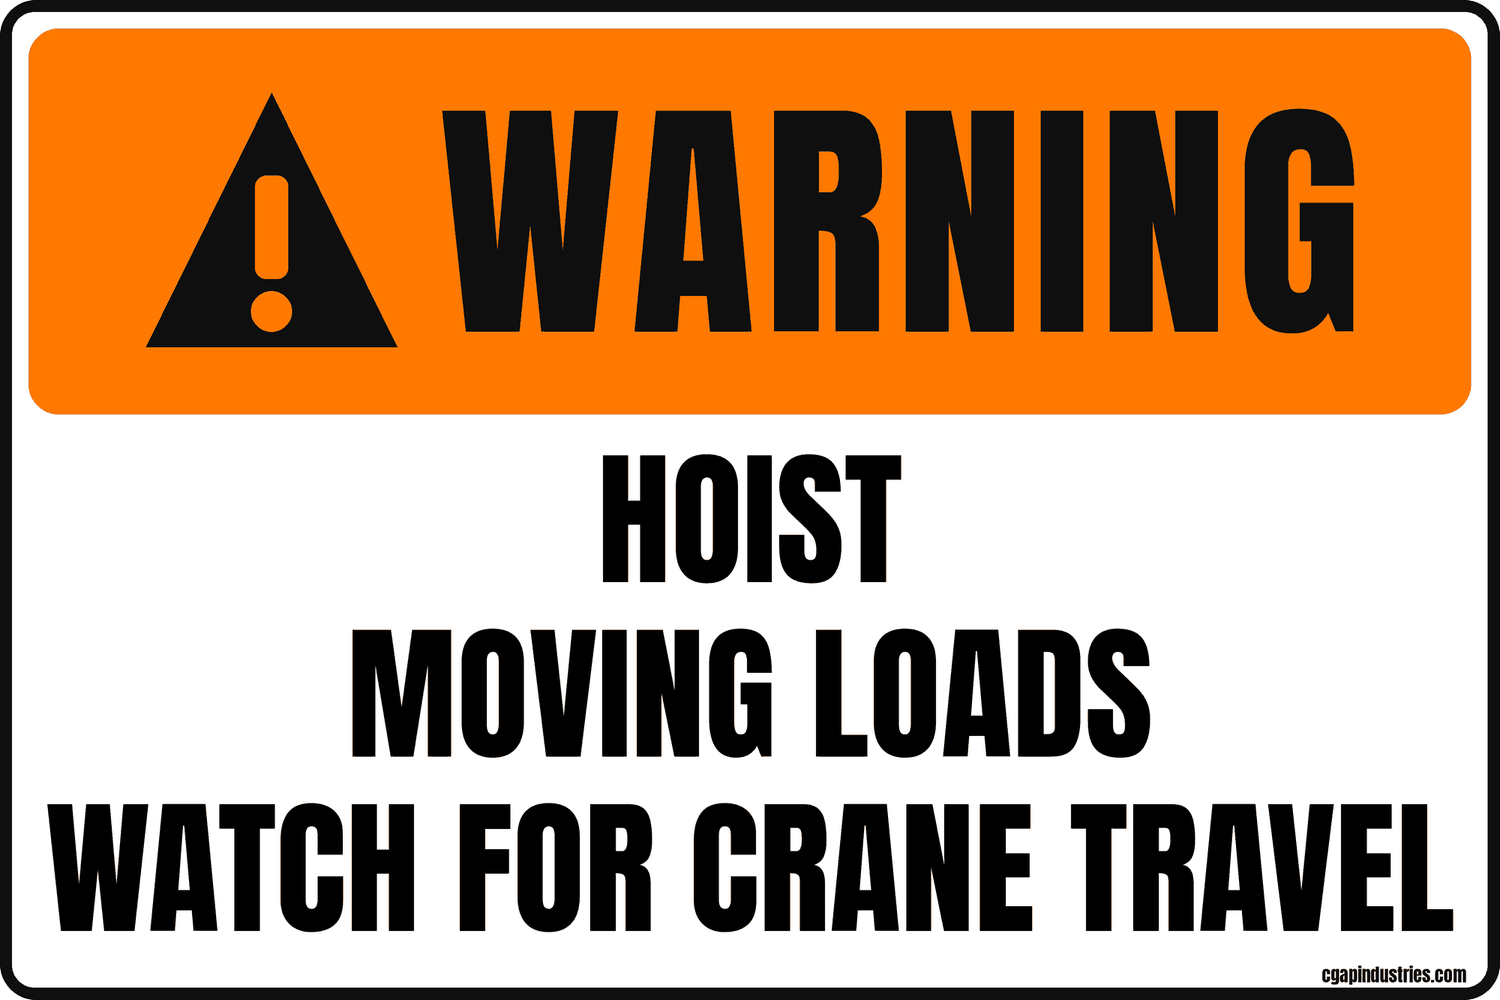 WARNING
HOIST
MOVING LOADS
WATCH FOR CRANE TRAVEL
cgapindustries.com